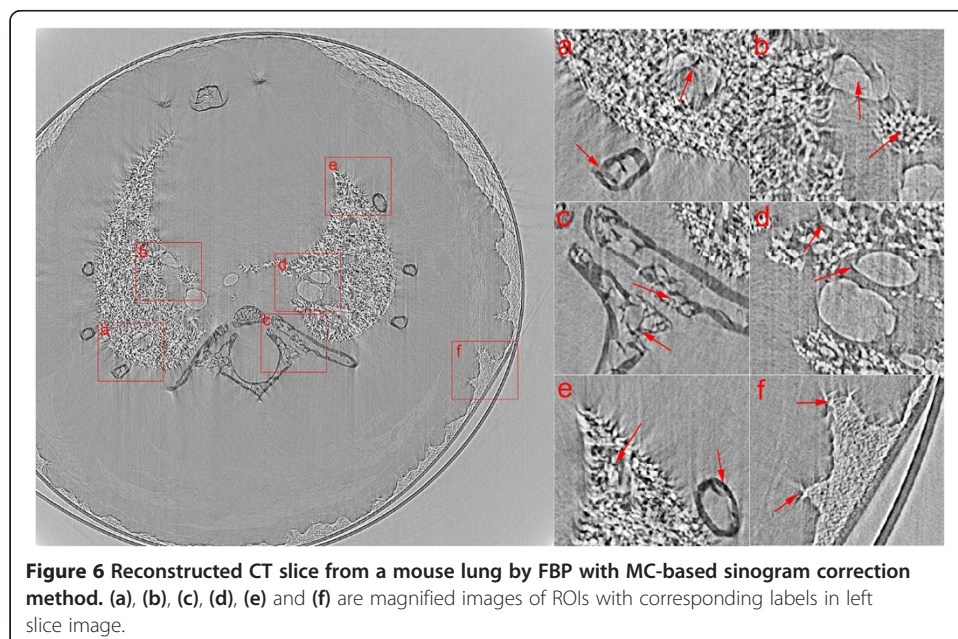 a
b
c
d
e
f
a
b
c
d
e
f
Figure 6 Reconstructed CT slice from a mouse lung by FBP with MC-based sinogram correction
method. (a), (b), (c), (d), (e) and (f) are magnified images of ROIs with corresponding labels in left
slice image.